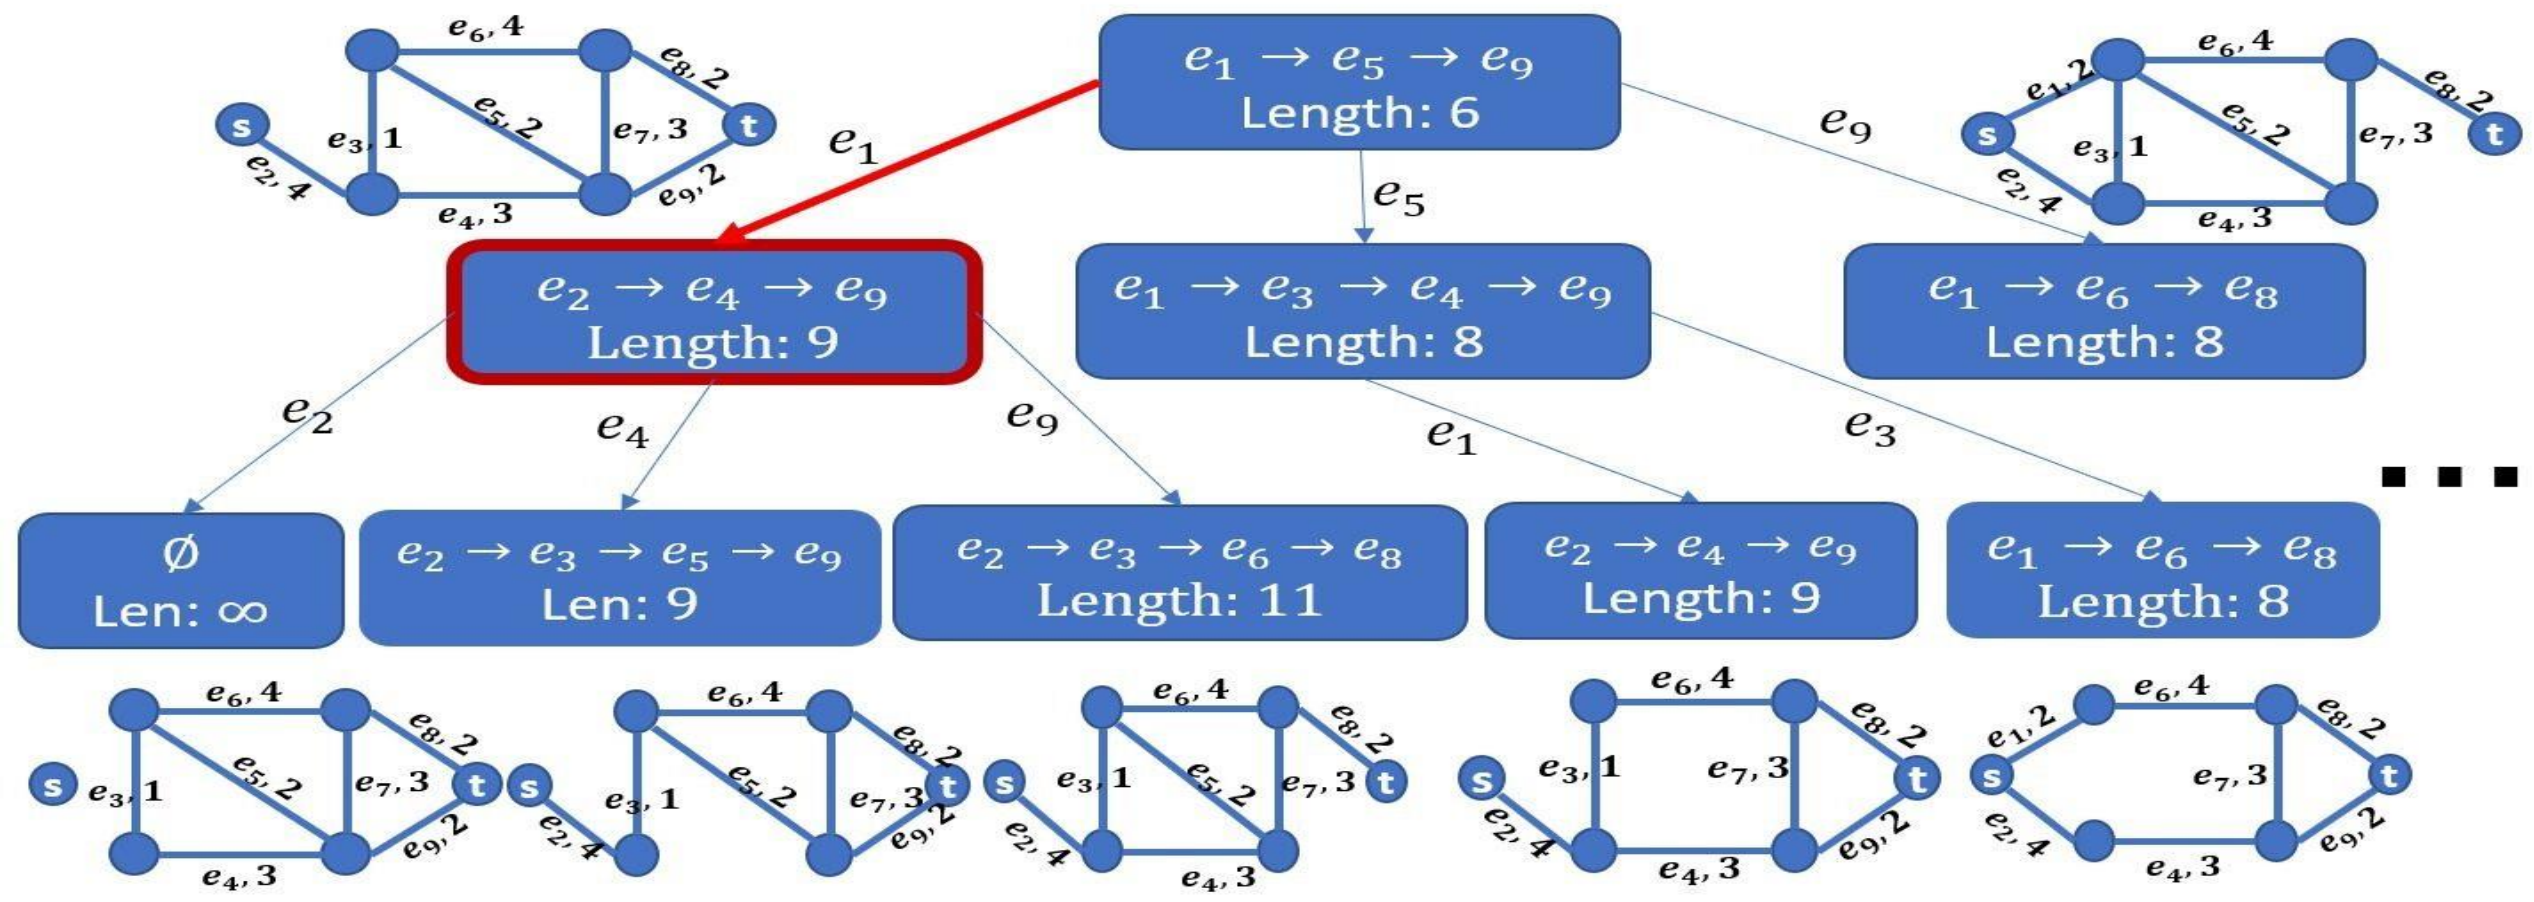 e₁ → e₅ → e₉
Length: 6
e₆, 4
e₈, 2
s
e₃, 1
e₅, 2
e₇, 3
t
e₂, 4
e₄, 3
e₉, 2
e₁
e₅
e₉
e₆, 4
e₁, 2
e₈, 2
s
e₃, 1
e₅, 2
e₇, 3
t
e₂, 4
e₄, 3
e₂ → e₄ → e₉
Length: 9
e₁ → e₃ → e₄ → e₉
Length: 8
e₁ → e₆ → e₈
Length: 8
e₂
e₄
e₉
e₁
e₃
...
∅
Len: ∞
e₂ → e₃ → e₅ → e₉
Len: 9
e₂ → e₃ → e₆ → e₈
Length: 11
e₂ → e₄ → e₉
Length: 9
e₁ → e₆ → e₈
Length: 8
e₆, 4
e₈, 2
s
e₃, 1
e₅, 2
e₇, 3
t
e₄, 3
e₉, 2
e₆, 4
e₈, 2
s
e₃, 1
e₅, 2
e₇, 3
t
e₂, 4
e₉, 2
e₆, 4
e₈, 2
s
e₃, 1
e₅, 2
e₇, 3
t
e₂, 4
e₄, 3
e₆, 4
e₈, 2
s
e₃, 1
e₇, 3
t
e₂, 4
e₄, 3
e₉, 2
e₆, 4
e₁, 2
e₈, 2
s
e₇, 3
t
e₂, 4
e₄, 3
e₉, 2